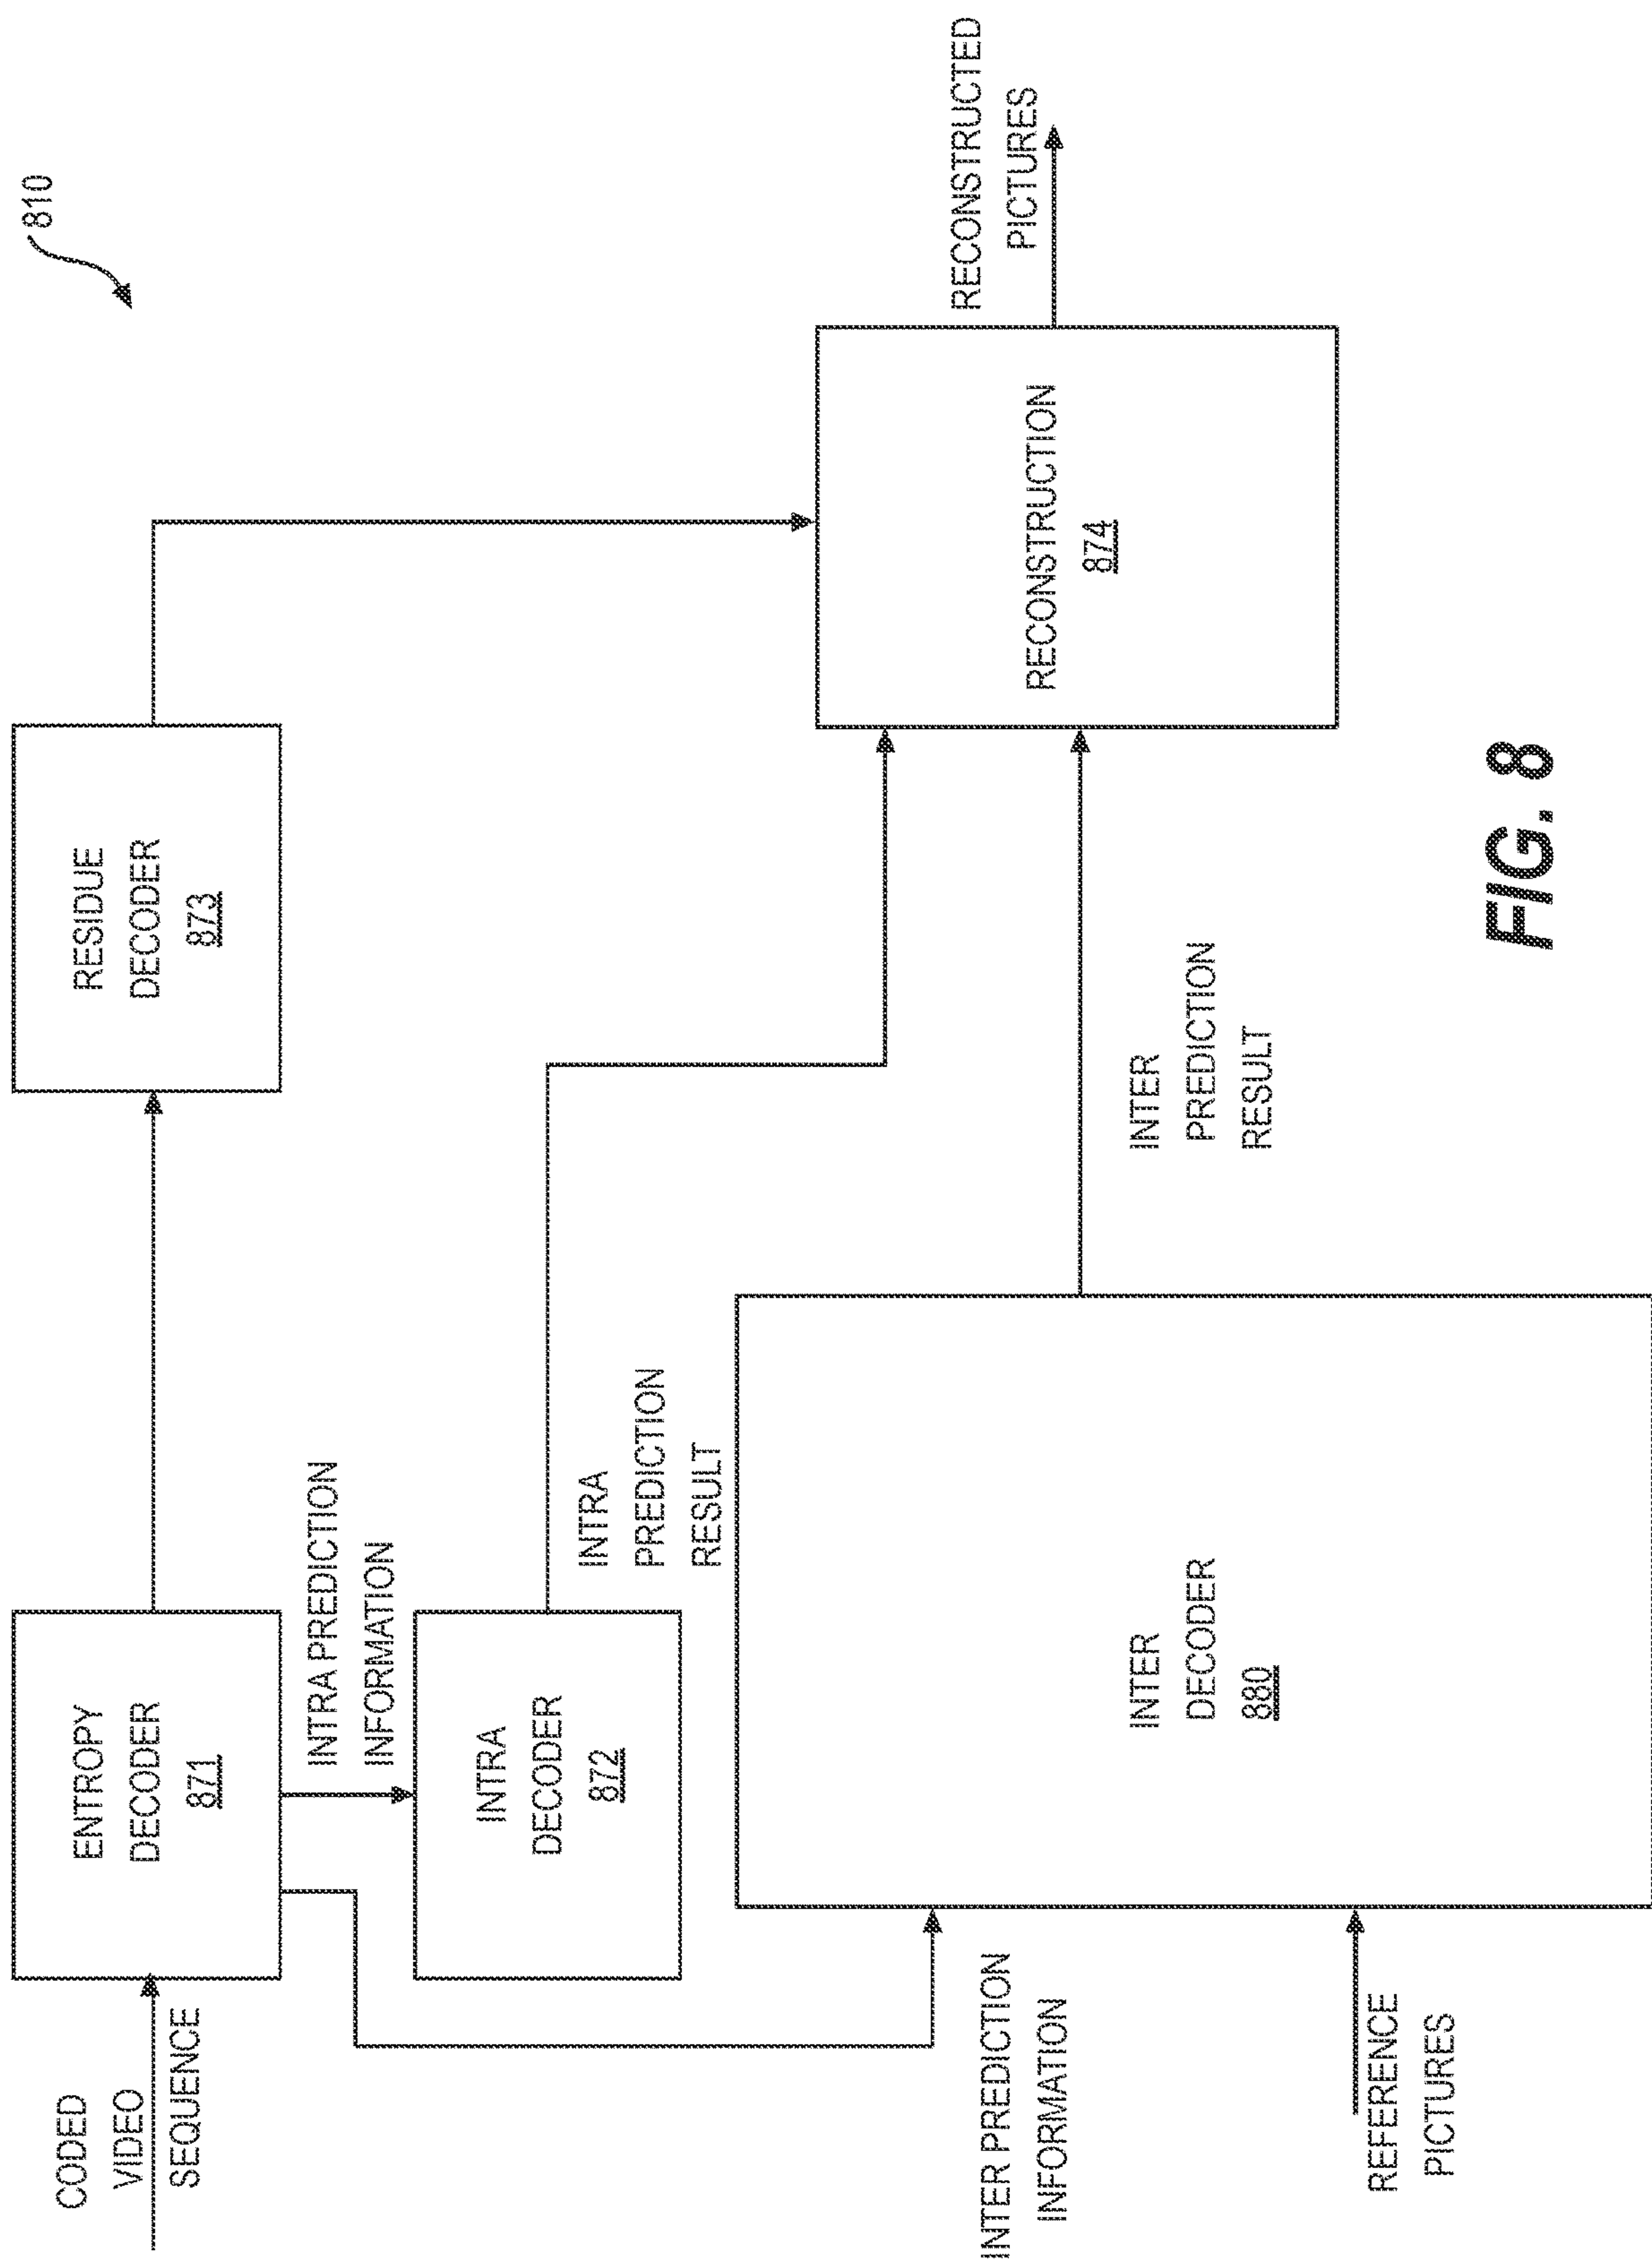 810
CODED
VIDEO
SEQUENCE
ENTROPY
DECODER
871
RESIDUE
DECODER
873
INTRA PREDICTION
INFORMATION
INTRA
DECODER
872
INTRA
PREDICTION
RESULT
RECONSTRUCTED
PICTURES
RECONSTRUCTION
874
INTER PREDICTION
INFORMATION
INTER
DECODER
880
INTER
PREDICTION
RESULT
REFERENCE
PICTURES
FIG. 8